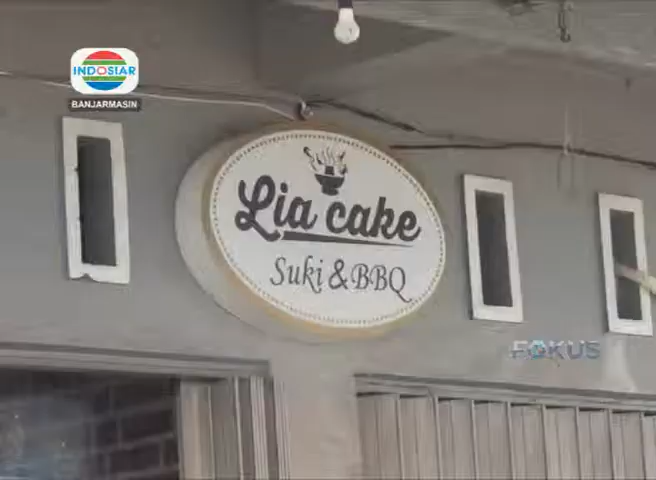 INDOSIAR
BANJARMASIN
Lia cake
Suki & BBQ
FOKUS